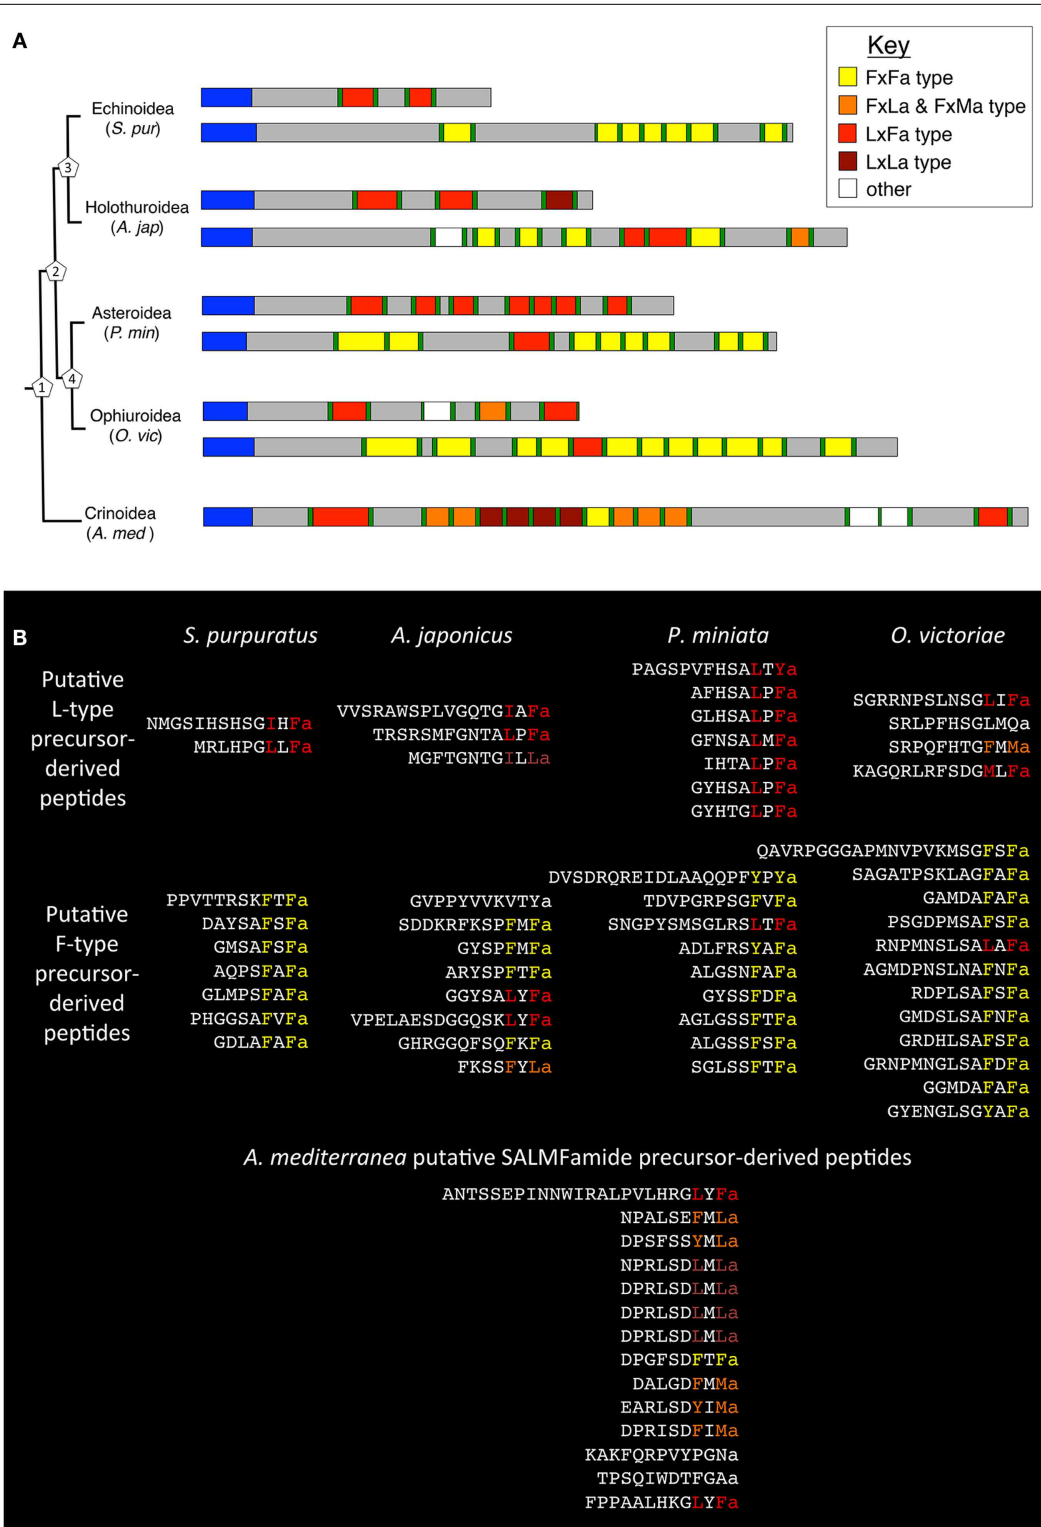 A
Key
FxFa type
FxLa & FxMa type
LxFa type
LxLa type
other
Echinoidea
(S. pur)
3
Holothuroidea
(A. jap)
2
Asteroidea
(P. min)
1
4
Ophiuroidea
(O. vic)
Crinoidea
(A. med )
B
S. purpuratus
A. japonicus
P. miniata
O. victoriae
Putative
L-type
precursor-
derived
peptides
NMGSIHSHSGIHFa
MRLHPGLLFa
VVSRAWSPLVGQTGIAFa
TRSRSMFGNTALPFa
MGFTGNTGILLa
PAGSPVFHSALTYa
AFHSALPFa
GLHSALPFa
GFNSALMFa
IHTALPFa
GYHSALPFa
GYHTGLPFa
SGRRNPSLNSGLIFa
SRLPFHSGLMQa
SRPQFHTGFMMa
KAGQRLRFSDGMLFa
Putative
F-type
precursor-
derived
peptides
PPVTTRSKFTFa
DAYSAFSFa
GMSAFSFa
AQPSFAFa
GLMPSFAFa
PHGGSAFVFa
GDLAFAFa
GVPPYVVKVTYa
SDDKRFKSPFMFa
GYSPFMFa
ARYSPFTFa
GGYSALYFa
VPELAESDGGQSKLYFa
GHRGGQFSQFKFa
FKSSFYLa
DVSDRQREIDLAAQQPFYPYa
TDVPGRPSGFVFa
SNGPYSMSGLRSLTFa
ADLFRSYAFa
ALGSNFAFa
GYSSFDFa
AGLGSSFTFa
ALGSSFSFa
SGLSSFTFa
QAVRPGGGAPMNVPVKMSGFSFa
SAGATPSKLAGFAFa
GAMDAFAFa
PSGDPMSAFSFa
RNPMNSLSALAFa
AGMDPNSLNAFNFa
RDPLSAFSFa
GMDSLSAFNFa
GRDHLSAFSFa
GRNPMNGLSAFDFa
GGMDAFAFa
GYENGLSGYAFa
A. mediterranea putative SALMFamide precursor-derived peptides
ANTSSEPINNWIRALPVLHRGLYFa
NPALSEFMLa
DPSFSSYMLa
NPRLSDLMLa
DPRLSDLMLa
DPRLSDLMLa
DPRLSDLMLa
DPGFSDFTFa
DALGDFMMa
EARLSDYIMa
DPRISDFIMa
KAKFQRPVYPGNa
TPSQIWDTFGAa
FPPAALHKGLYFa